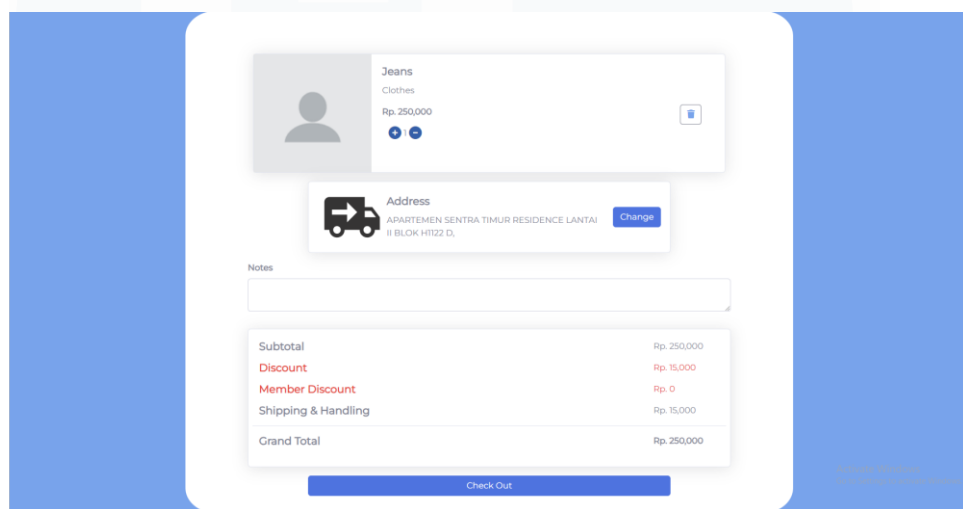 Jeans
Clothes
Rp. 250,000
1
Address
APARTEMEN SENTRA TIMUR RESIDENCE LANTAI
II BLOK H1122 D,
Change
Notes
Subtotal Rp. 250,000
Discount Rp. 15,000
Member Discount Rp. 0
Shipping & Handling Rp. 15,000
Grand Total Rp. 250,000
Check Out